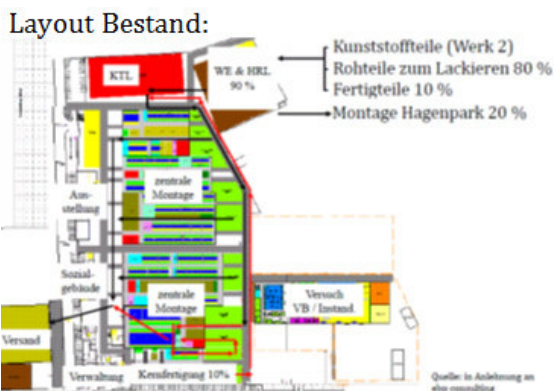 Layout Bestand:
Kunststoffteile (Werk 2)
Rohteile zum Lackieren 80 %
Fertigteile 10 %
Montage Hagenpark 20 %
KTL
WE & HRL
90 %
zentrale
Montage
Aus-
stellung
Sozial-
gebäude
zentrale
Montage
Versuch
VB / Instand.
Versand
Verwaltung
Kernfertigung 10%
Quelle: in Anlehnung an